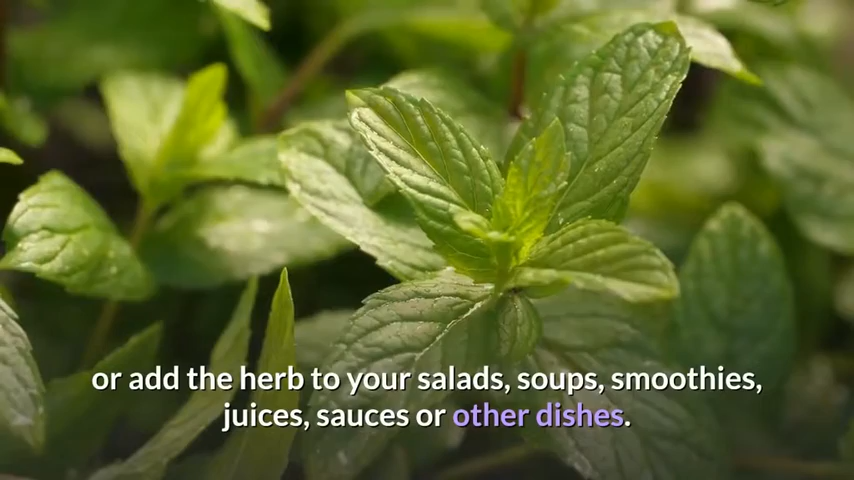 or add the herb to your salads, soups, smoothies,
juices, sauces or other dishes.